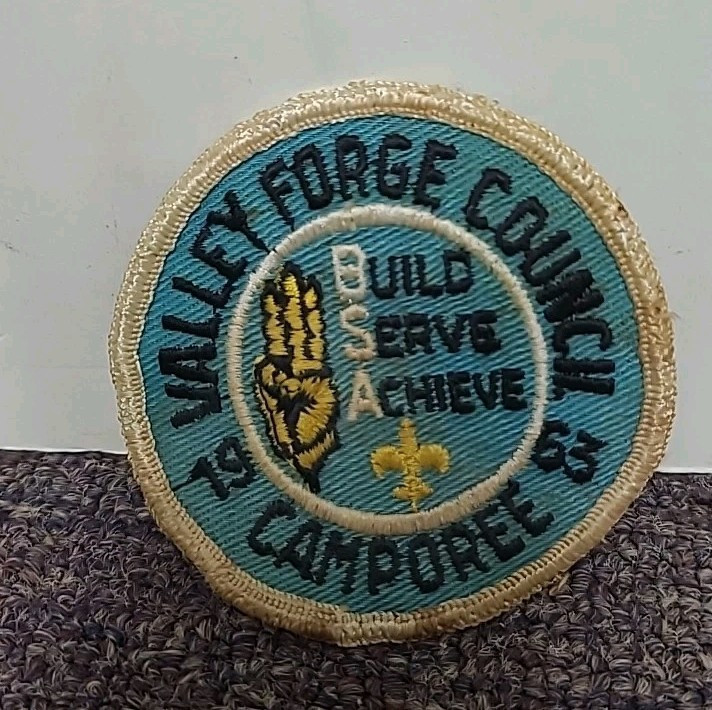 VALLEY FORGE COUNCIL
BUILD
SERVE
ACHIEVE
19 63
CAMPOREE